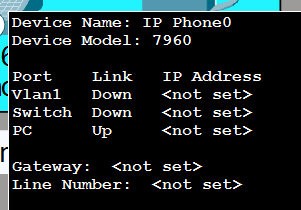 Device Name: IP Phone0
Device Model: 7960
Port Link IP Address
Vlan1 Down <not set>
Switch Down <not set>
PC Up <not set>
Gateway: <not set>
Line Number: <not set>